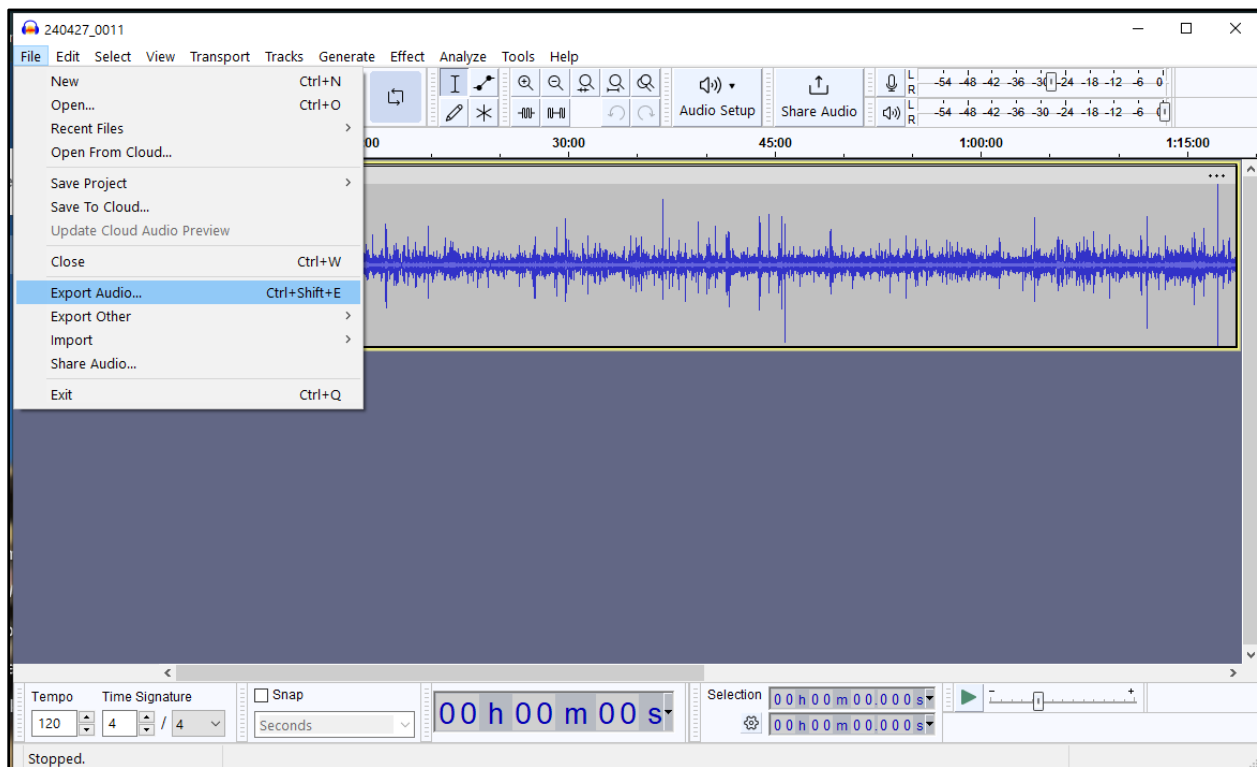 240427_0011
File Edit Select View Transport Tracks Generate Effect Analyze Tools Help
New Ctrl+N
Open... Ctrl+O
Recent Files
Open From Cloud...
Save Project
Save To Cloud...
Update Cloud Audio Preview
Close Ctrl+W
Export Audio... Ctrl+Shift+E
Export Other
Import
Share Audio...
Exit Ctrl+Q
Audio Setup
Share Audio
L R -54 -48 -42 -36 -30 -24 -18 -12 -6 0
L R -54 -48 -42 -36 -30 -24 -18 -12 -6
:00 30:00 45:00 1:00:00 1:15:00
Tempo Time Signature
120 4 / 4
Snap
Seconds
00 h 00 m 00 s
Selection
00 h 00 m 00.000 s
00 h 00 m 00.000 s
- +
Stopped.